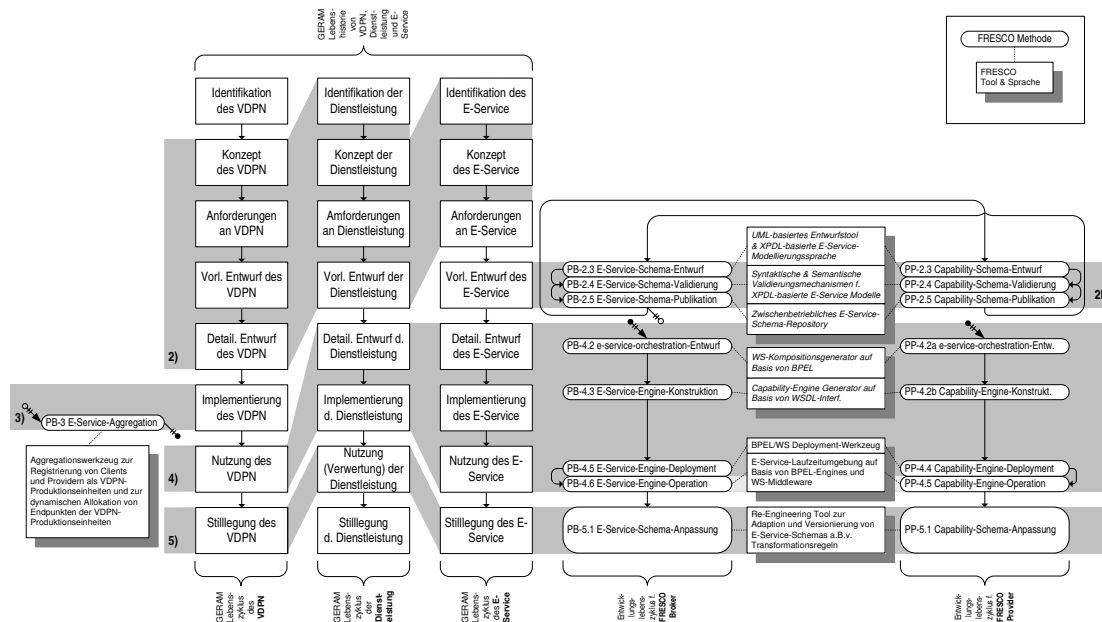 GERAM
Lebens-
historie
von
VDPN,
Dienst-
leistung
und E-
Service
FRESCO Methode
FRESCO
Tool & Sprache
Identifikation
des VDPN
Identifikation der
Dienstleistung
Identifikation des
E-Service
Konzept
des VDPN
Konzept der
Dienstleistung
Konzept
des E-Service
Anforderungen
an VDPN
Amforderungen
an Dienstleistung
Anforderungen
an E-Service
Vorl. Entwurf des
VDPN
Vorl. Entwurf der
Dienstleistung
Vorl. Entwurf des
E-Service
2)
Detail. Entwurf
des VDPN
Detail. Entwurf d.
Dienstleistung
Detail. Entwurf
des E-Service
3)
PB-3 E-Service-Aggregation
Implementierung
des VDPN
Implementierung
d. Dienstleistung
Implementierung
des E-Service
Aggregationswerkzeug zur
Registrierung von Clients
und Providern als VDPN-
Produktionseinheiten und zur
dynamischen Allokation von
Endpunkten der VDPN-
Produktionseinheiten
4)
Nutzung des
VDPN
Nutzung
(Verwertung) der
Dienstleistung
Nutzung des E-
Service
5)
Stilllegung des
VDPN
Stilllegung
d. Dienstleistung
Stilllegung des E-
Service
PB-2.3 E-Service-Schema-Entwurf
PB-2.4 E-Service-Schema-Validierung
PB-2.5 E-Service-Schema-Publikation
PB-4.2 e-service-orchestration-Entwurf
PB-4.3 E-Service-Engine-Konstruktion
PB-4.5 E-Service-Engine-Deployment
PB-4.6 E-Service-Engine-Operation
PB-5.1 E-Service-Schema-Anpassung
UML-basiertes Entwurfstool
& XPDL-basierte E-Service-
Modellierungssprache
Syntaktische & Semantische
Validierungsmechanismen f.
XPDL-basierte E-Service Modelle
Zwischenbetriebliches E-Service-
Schema-Repository
WS-Kompositionsgenerator auf
Basis von BPEL
Capability-Engine Generator auf
Basis von WSDL-Interf.
BPEL/WS Deployment-Werkzeug
E-Service-Laufzeitumgebung auf
Basis von BPEL-Engines und
WS-Middleware
Re-Engineering Tool zur
Adaption und Versionierung von
E-Service-Schemas a.B.v.
Transformationsregeln
PP-2.3 Capability-Schema-Entwurf
PP-2.4 Capability-Schema-Validierung
PP-2.5 Capability-Schema-Publikation
PP-4.2a e-service-orchestration-Entw.
PP-4.2b Capability-Engine-Konstrukt.
PP-4.4 Capability-Engine-Deployment
PP-4.5 Capability-Engine-Operation
PP-5.1 Capability-Schema-Anpassung
GERAM
Lebens-
zyklus
des
VDPN
GERAM
Lebens-
zyklus
der
Dienst-
leistung
GERAM
Lebens-
zyklus
des E-
Service
Entwick-
lungs-
lebens-
zyklus f.
FRESCO
Broker
Entwick-
lungs-
lebens-
zyklus f.
FRESCO
Provider